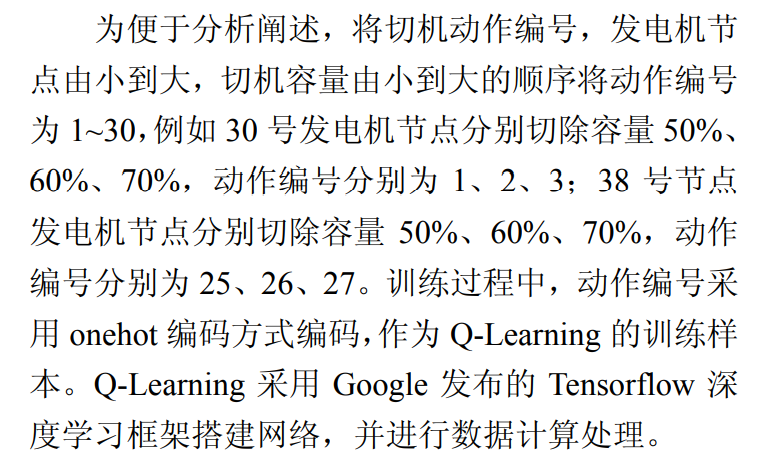 为便于分析阐述，将切机动作编号，发电机节
点由小到大，切机容量由小到大的顺序将动作编号
为 1~30，例如 30 号发电机节点分别切除容量 50%、
60%、70%，动作编号分别为 1、2、3；38 号节点
发电机节点分别切除容量 50%、60%、70%，动作
编号分别为 25、26、27。训练过程中，动作编号采
用 onehot 编码方式编码，作为 Q-Learning 的训练样
本。Q-Learning 采用 Google 发布的 Tensorflow 深
度学习框架搭建网络，并进行数据计算处理。